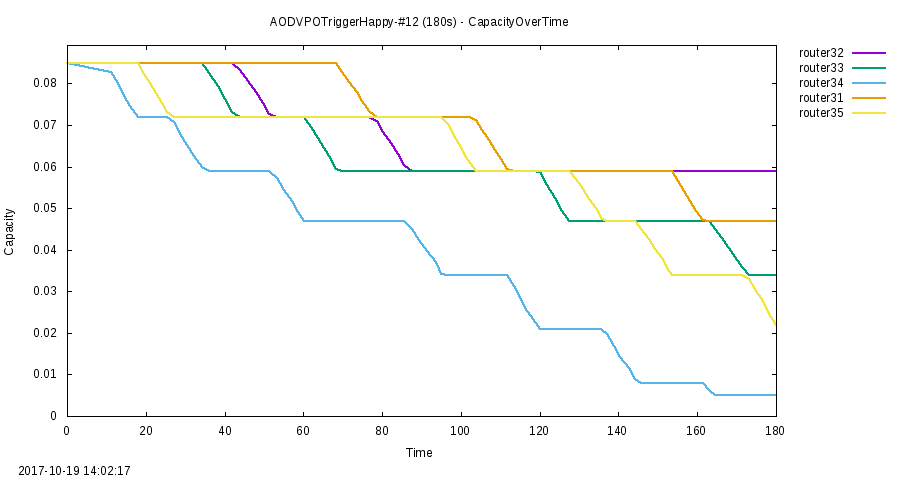 AODVPOTriggerHappy-#12 (180s) - CapacityOverTime
router32
router33
router34
router31
router35
0.08
0.07
0.06
0.05
0.04
0.03
0.02
0.01
0
Capacity
0 20 40 60 80 100 120 140 160 180
Time
2017-10-19 14:02:17